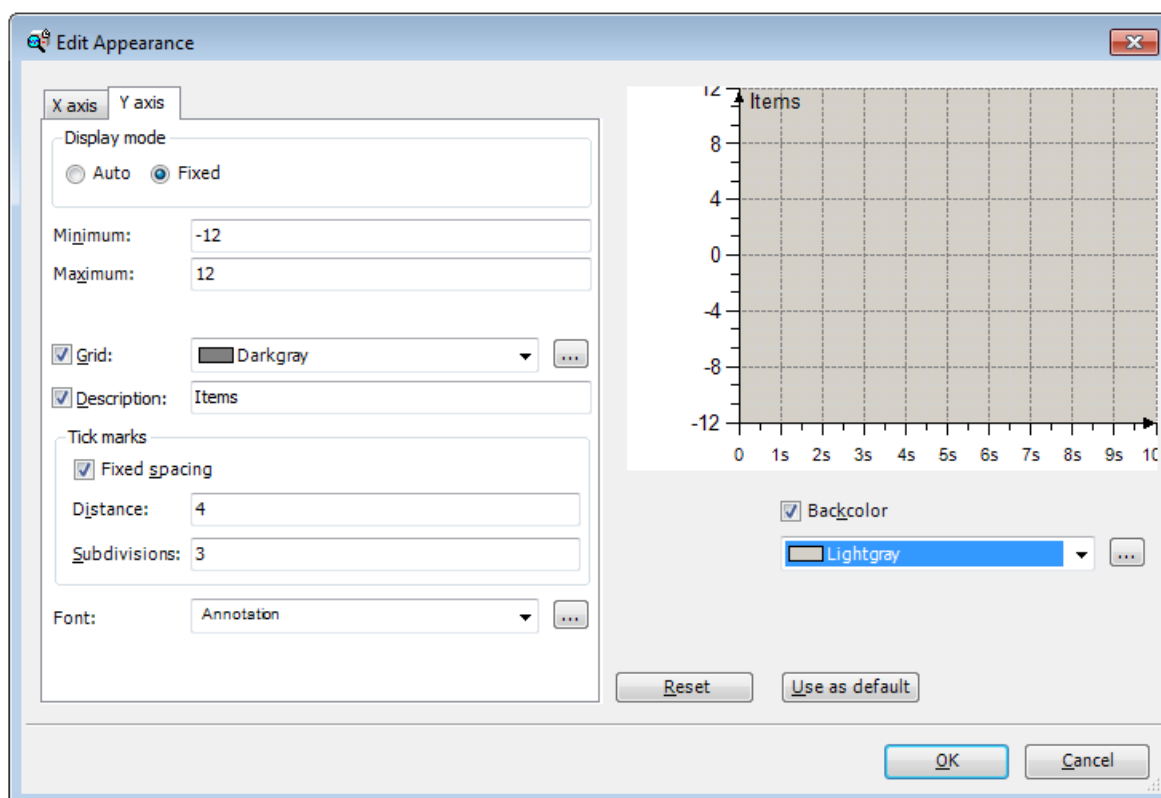 Edit Appearance
X axis Y axis
Display mode
Auto Fixed
Minimum: -12
Maximum: 12
Grid: Darkgray ...
Description: Items
Tick marks
Fixed spacing
Distance: 4
Subdivisions: 3
Font: Annotation ...
12 Items
8
4
0
-4
-8
-12
0 1s 2s 3s 4s 5s 6s 7s 8s 9s 10
Backcolor
Lightgray ...
Reset Use as default
OK Cancel